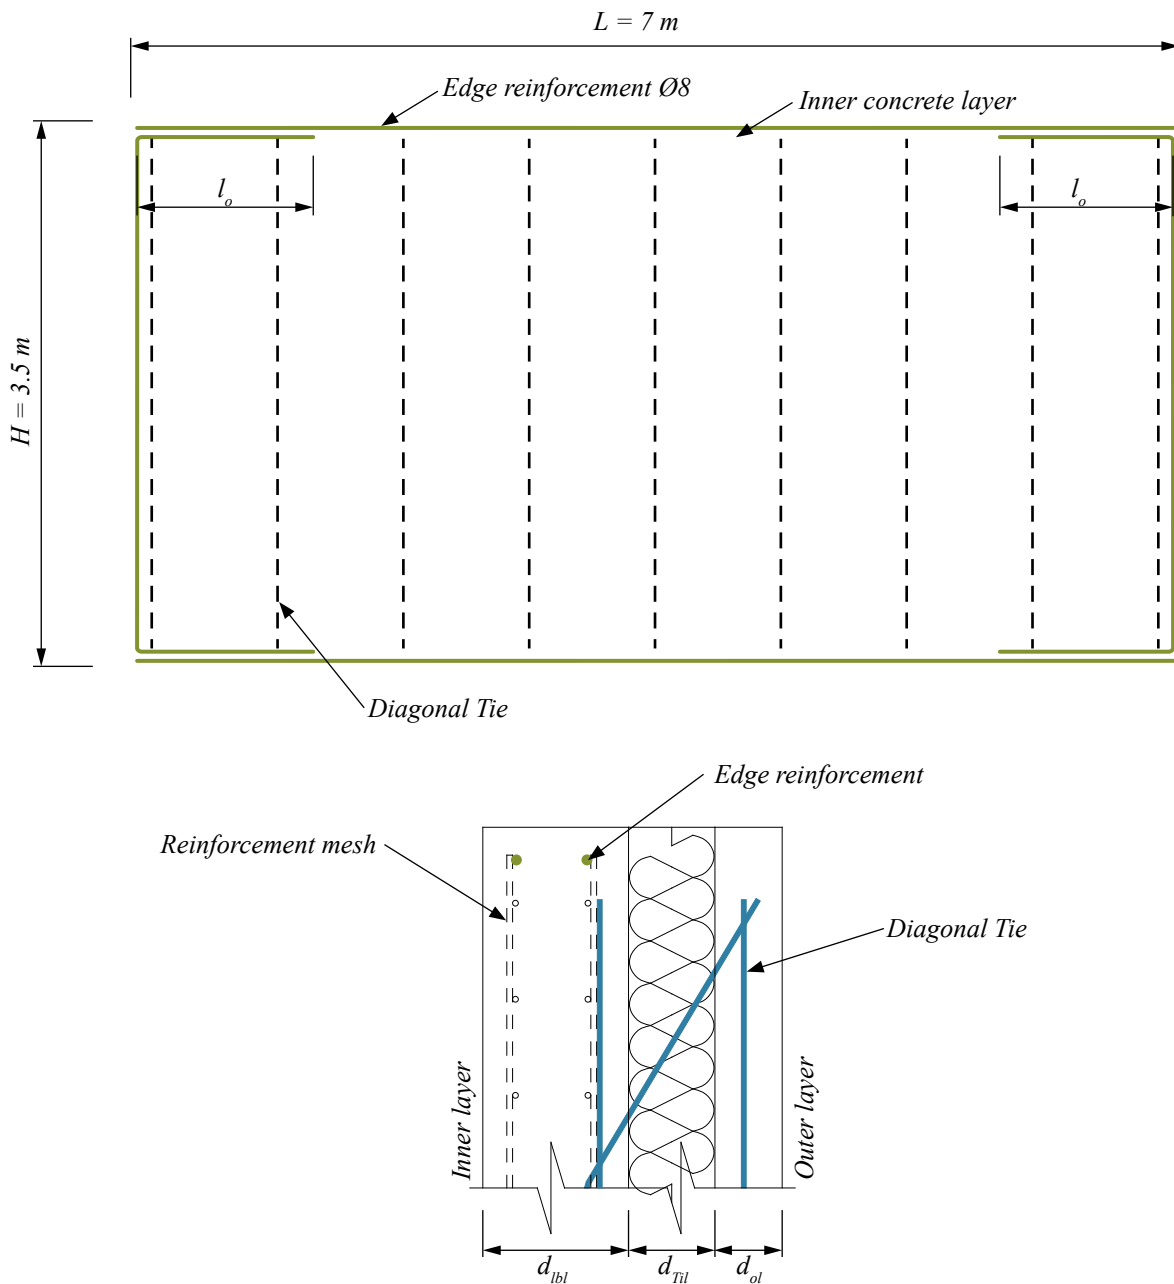 L = 7 m
Edge reinforcement Ø8
Inner concrete layer
lo
lo
H = 3.5 m
Diagonal Tie
Edge reinforcement
Reinforcement mesh
Diagonal Tie
Inner layer
Outer layer
dlbl
dTil
dol